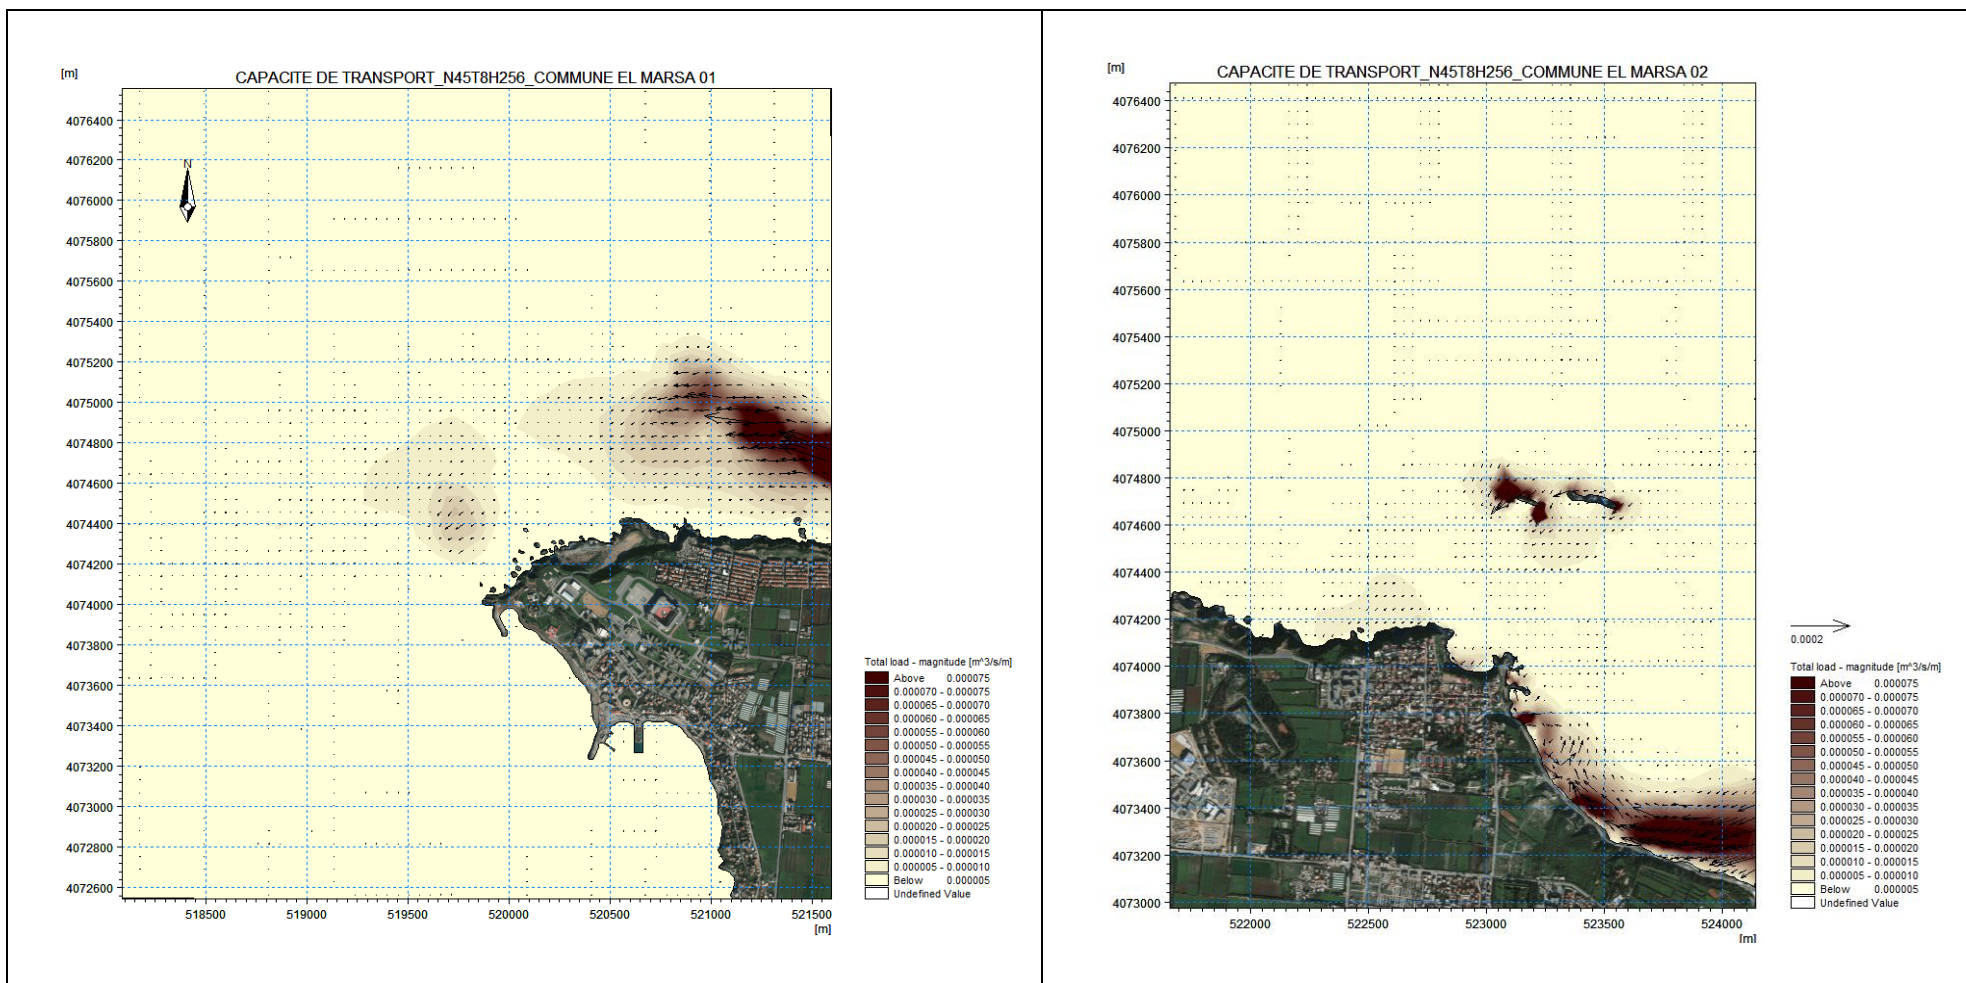 [m]
CAPACITE DE TRANSPORT_N45T8H256_COMMUNE EL MARSA 01
N
4076400
4076200
4076000
4075800
4075600
4075400
4075200
4075000
4074800
4074600
4074400
4074200
4074000
4073800
4073600
4073400
4073200
4073000
4072800
4072600
518500 519000 519500 520000 520500 521000 521500
[m]
Total load - magnitude [m^3/s/m]
Above 0.000075
0.000070 - 0.000075
0.000065 - 0.000070
0.000060 - 0.000065
0.000055 - 0.000060
0.000050 - 0.000055
0.000045 - 0.000050
0.000040 - 0.000045
0.000035 - 0.000040
0.000030 - 0.000035
0.000025 - 0.000030
0.000020 - 0.000025
0.000015 - 0.000020
0.000010 - 0.000015
0.000005 - 0.000010
Below 0.000005
Undefined Value
[m]
CAPACITE DE TRANSPORT_N45T8H256_COMMUNE EL MARSA 02
4076400
4076200
4076000
4075800
4075600
4075400
4075200
4075000
4074800
4074600
4074400
4074200
4074000
4073800
4073600
4073400
4073200
4073000
522000 522500 523000 523500 524000
[m]
0.0002
Total load - magnitude [m^3/s/m]
Above 0.000075
0.000070 - 0.000075
0.000065 - 0.000070
0.000060 - 0.000065
0.000055 - 0.000060
0.000050 - 0.000055
0.000045 - 0.000050
0.000040 - 0.000045
0.000035 - 0.000040
0.000030 - 0.000035
0.000025 - 0.000030
0.000020 - 0.000025
0.000015 - 0.000020
0.000010 - 0.000015
0.000005 - 0.000010
Below 0.000005
Undefined Value